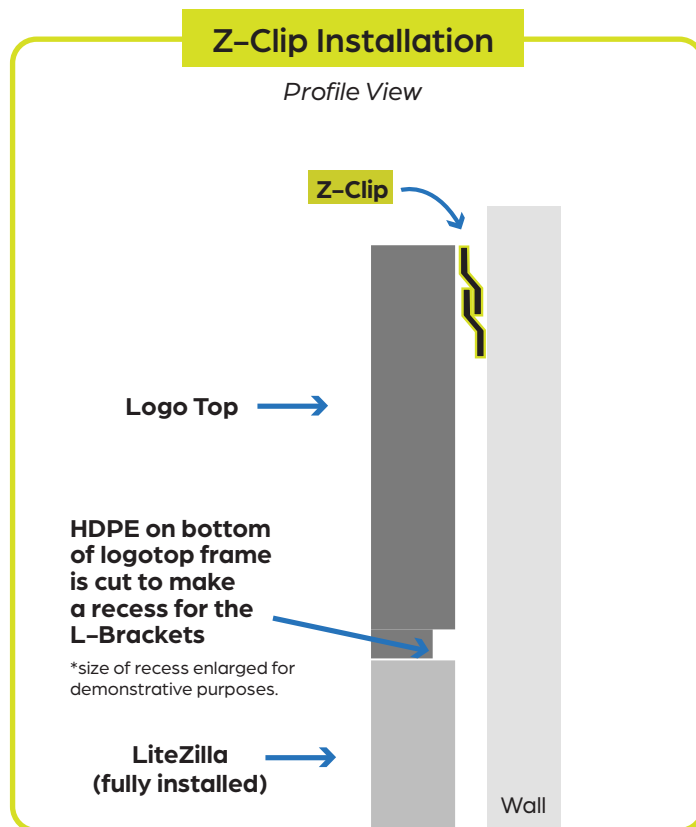 Z-Clip Installation
Profile View
Z-Clip
Logo Top
HDPE on bottom
of logotop frame
is cut to make
a recess for the
L-Brackets
*size of recess enlarged for
demonstrative purposes.
LiteZilla
(fully installed)
Wall